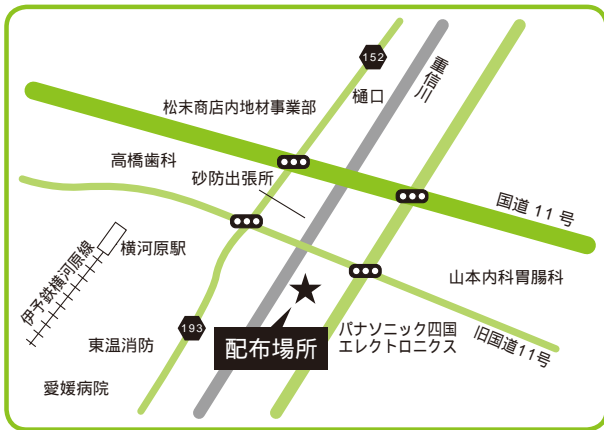 152
重信川
樋口
松末商店内地材事業部
高橋歯科
砂防出張所
国道 11 号
横河原駅
伊予鉄横河原線
山本内科胃腸科
193
東温消防
配布場所
パナソニック四国
エレクトロニクス
旧国道11号
愛媛病院